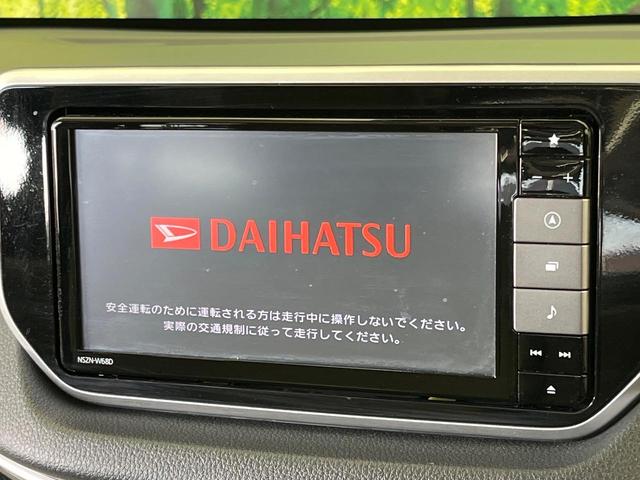 DAIHATSU
安全運転のために運転される方は走行中に操作しないでください。
実際の交通規制に従って走行してください。
NSZN-W68D